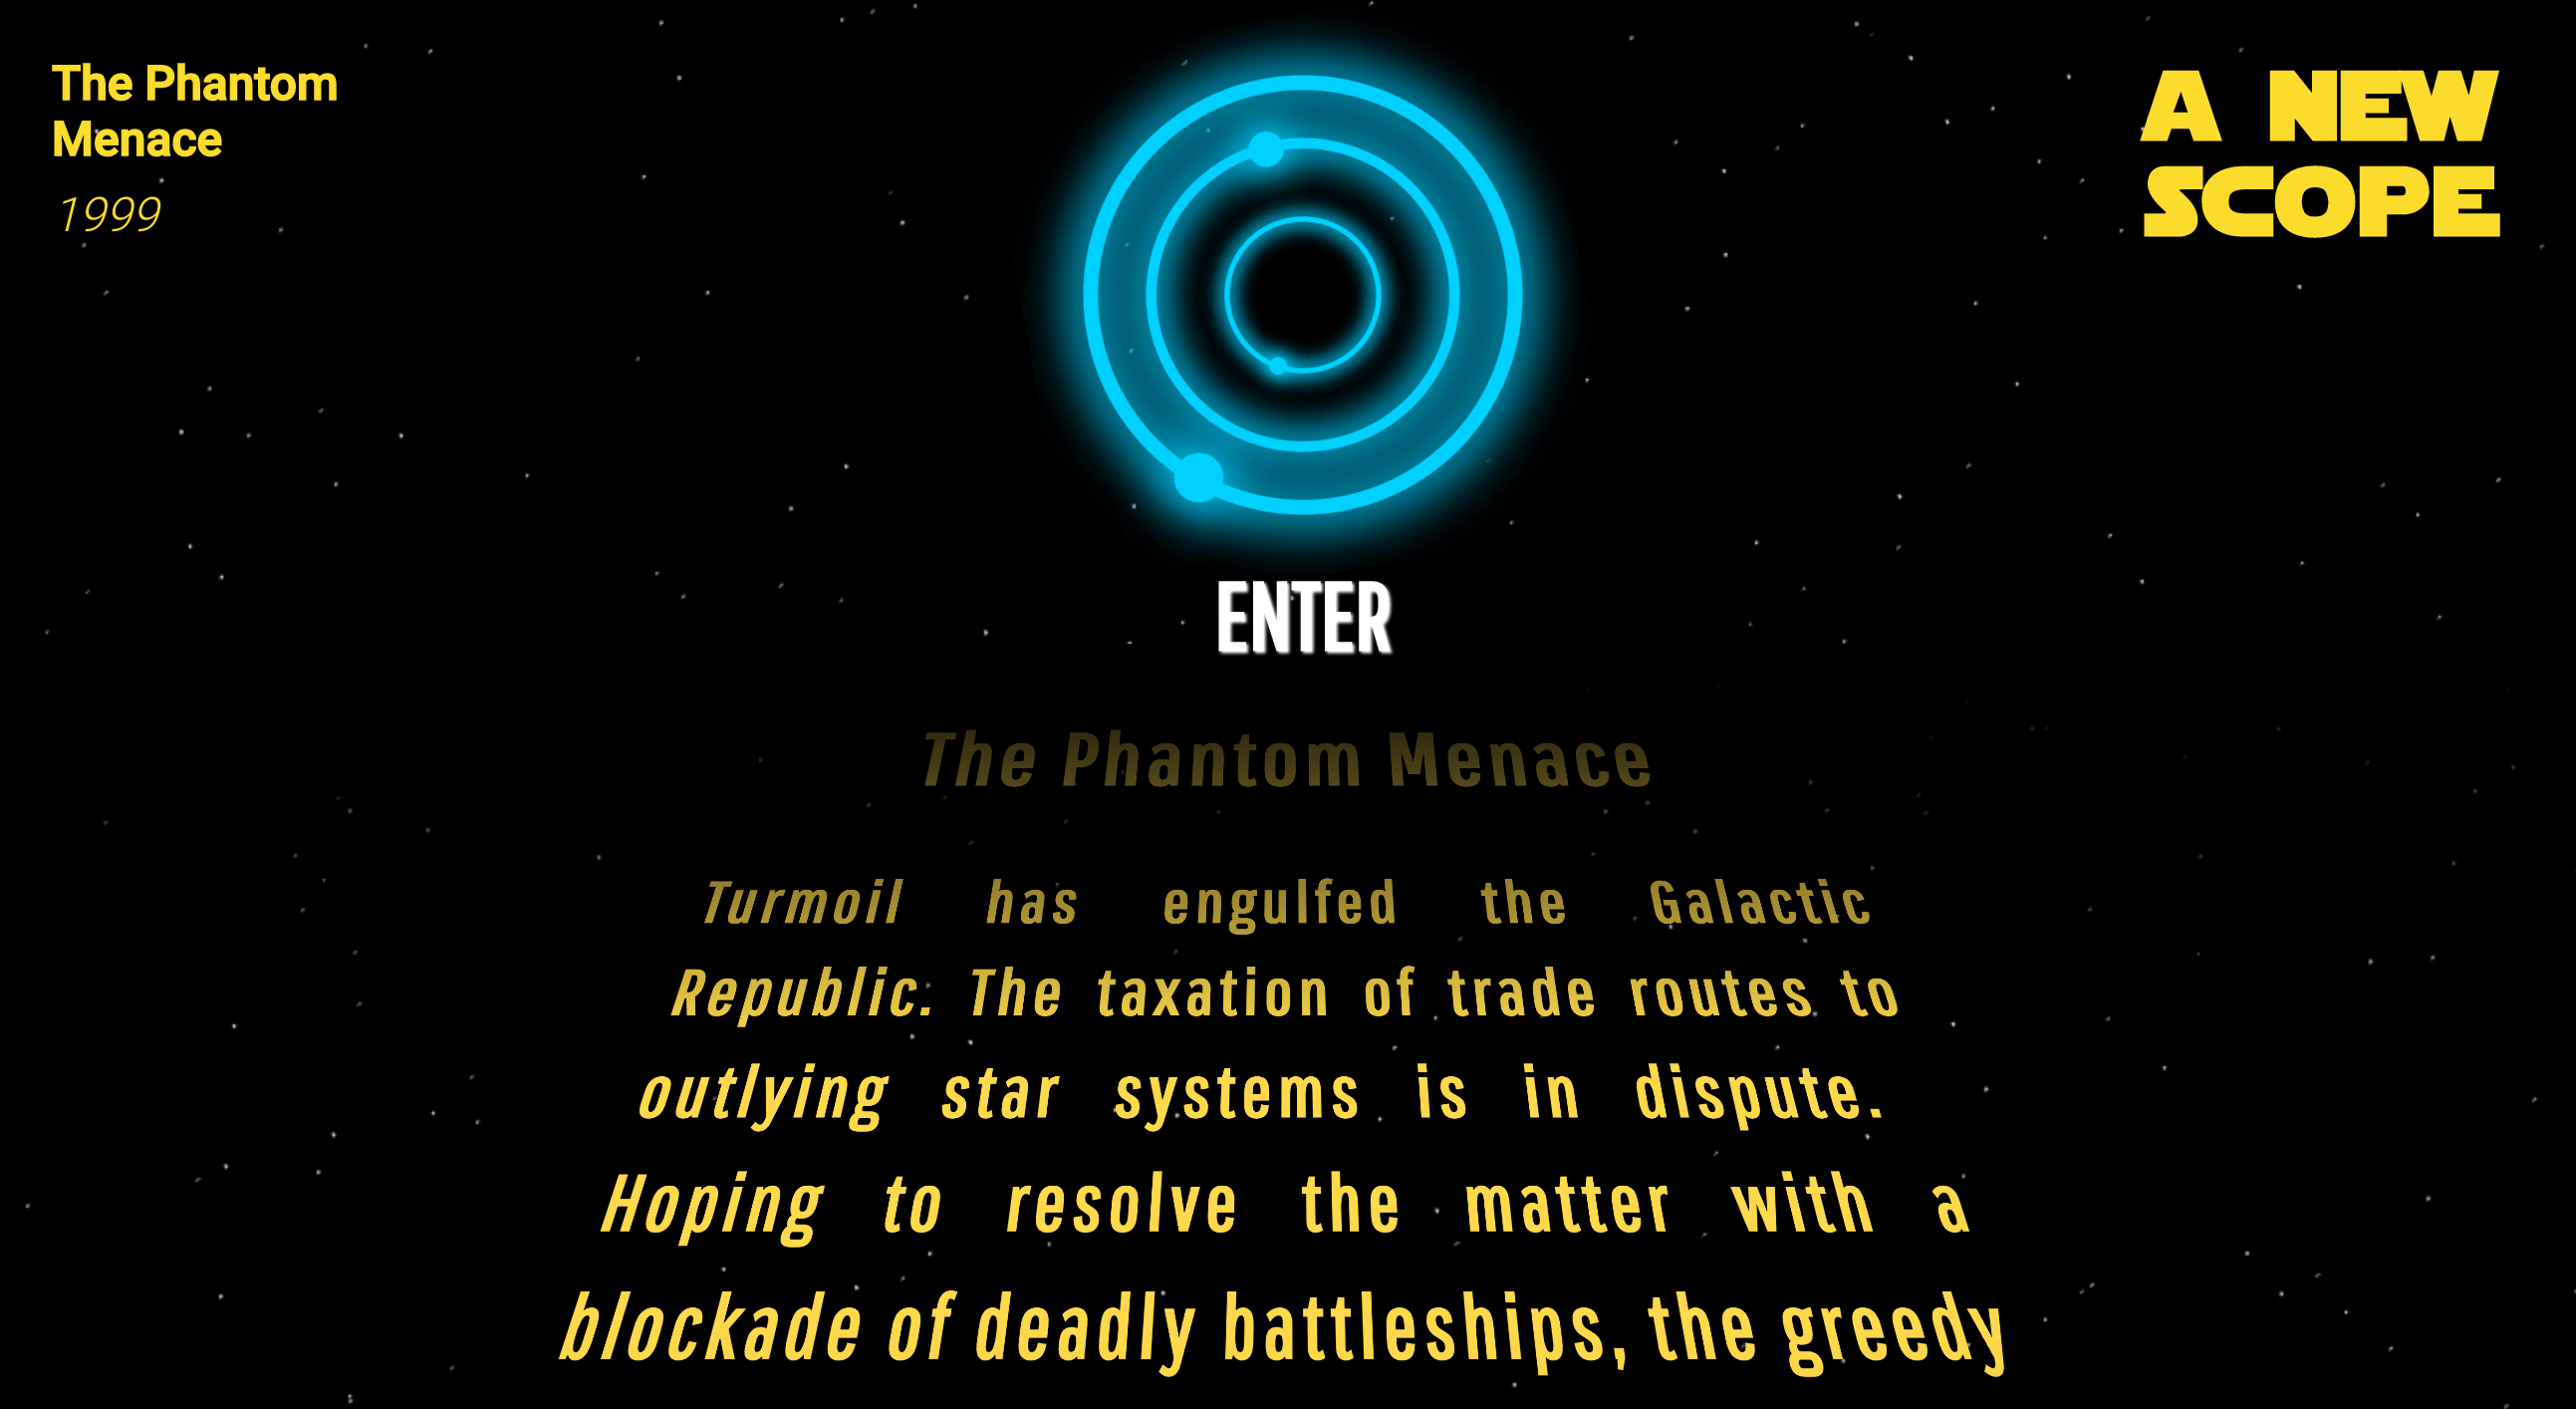 The Phantom
Menace
1999
A NEW
SCOPE
ENTER
The Phantom Menace
Turmoil has engulfed the Galactic
Republic. The taxation of trade routes to
outlying star systems is in dispute.
Hoping to resolve the matter with a
blockade of deadly battleships, the greedy